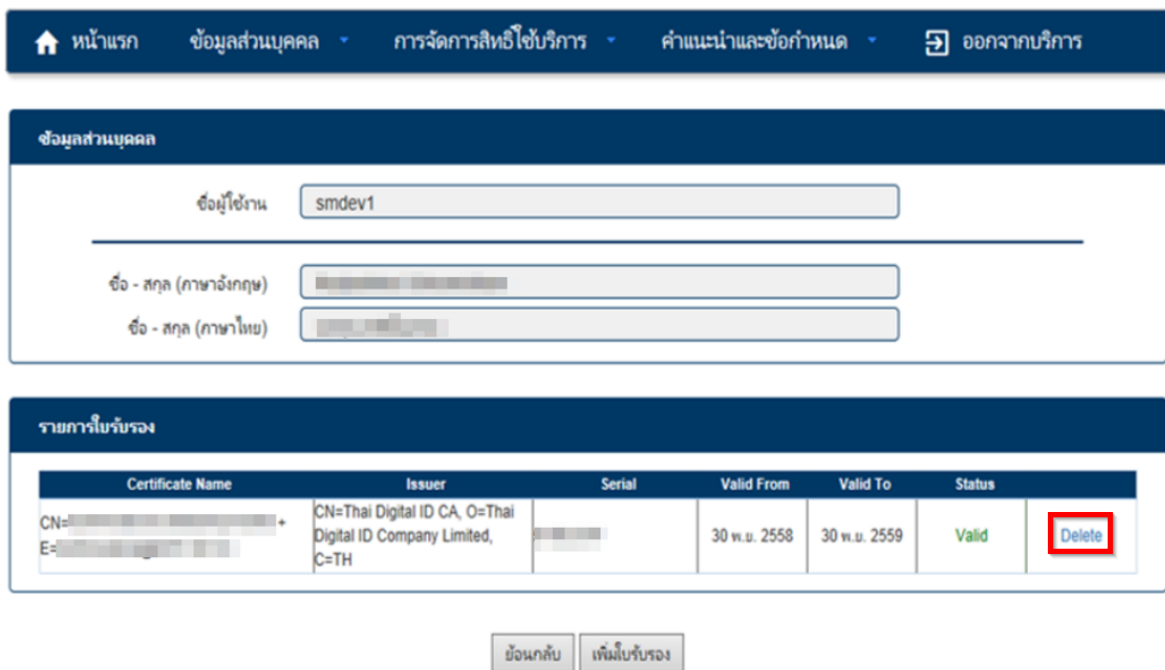 หน้าแรก ข้อมูลส่วนบุคคล การจัดการสิทธิ์ใช้บริการ คำแนะนำและข้อกำหนด ออกจากบริการ
ข้อมูลส่วนบุคคล
ชื่อผู้ใช้งาน smdev1
ชื่อ - สกุล (ภาษาอังกฤษ)
ชื่อ - สกุล (ภาษาไทย)
รายการใบรับรอง
Certificate Name Issuer Serial Valid From Valid To Status
CN= + CN=Thai Digital ID CA, O=Thai
E= Digital ID Company Limited, 30 พ.ย. 2558 30 พ.ย. 2559 Valid Delete
C=TH
ย้อนกลับ เพิ่มใบรับรอง